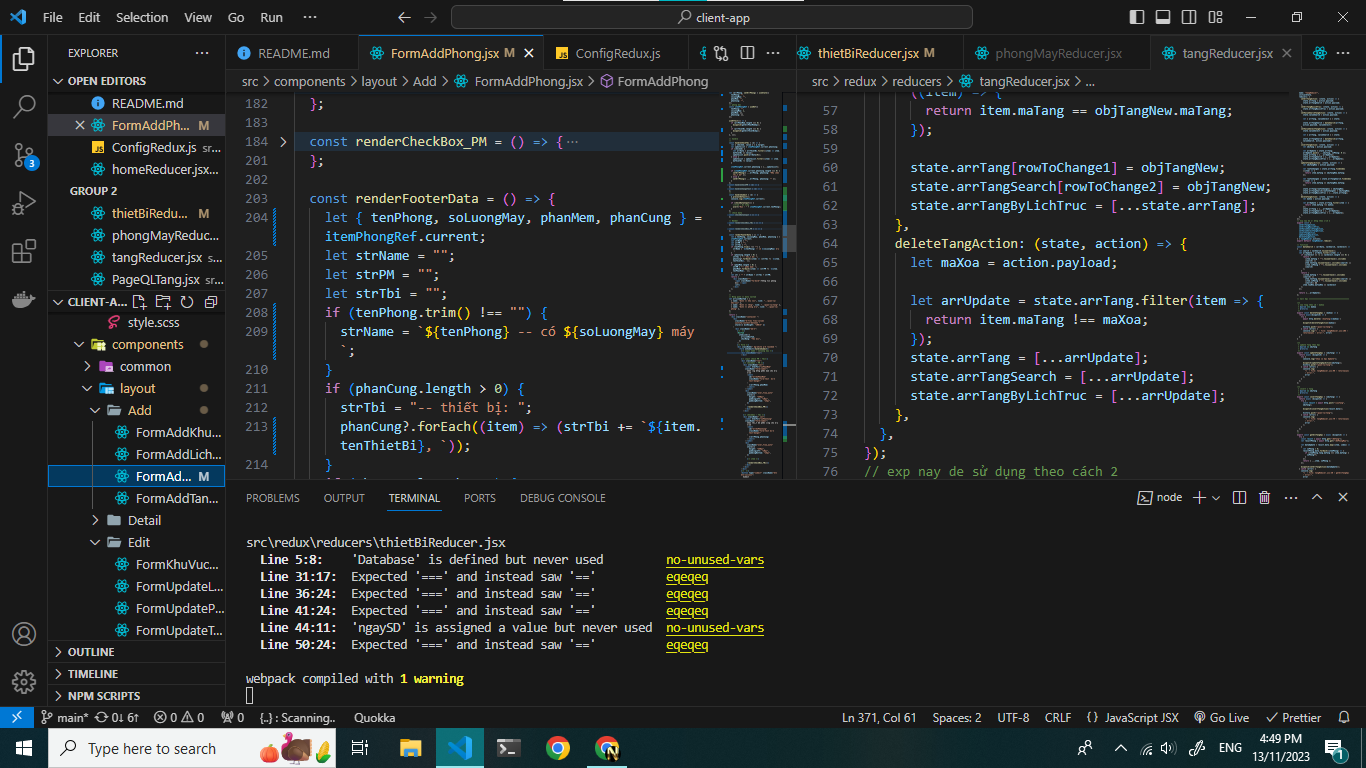 File Edit Selection View Go Run ··· client-app
EXPLORER ···
OPEN EDITORS
README.md
FormAddPh... M
ConfigRedux.js sr...
homeReducer.jsx...
GROUP 2
thietBiRedu... M
phongMayReduc...
tangReducer.jsx s...
PageQLTang.jsx...
CLIENT-A...
style.scss
components
common
layout
Add
FormAddKhu...
FormAddLich...
FormAd... M
FormAddTan...
Detail
Edit
FormKhuVuc...
FormUpdateL...
FormUpdateP...
FormUpdateT...
OUTLINE
TIMELINE
NPM SCRIPTS
3
README.md FormAddPhong.jsx M ConfigRedux.js
src > components > layout > Add > FormAddPhong.jsx > FormAddPhong
182 };
183
184 const renderCheckBox_PM = () => {···
201 };
202
203 const renderFooterData = () => {
204 let { tenPhong, soLuongMay, phanMem, phanCung } =
itemPhongRef.current;
205 let strName = "";
206 let strPM = "";
207 let strTbi = "";
208 if (tenPhong.trim() !== "") {
209 strName = `${tenPhong} -- có ${soLuongMay} máy
`;
210 }
211 if (phanCung.length > 0) {
212 strTbi = "-- thiết bị: ";
213 phanCung?.forEach((item) => (strTbi += `${item.
tenThietBi}, `));
214 }
thietBiReducer.jsx M phongMayReducer.jsx tangReducer.jsx ···
src > redux > reducers > tangReducer.jsx > ...
((item) => {
57 return item.maTang == objTangNew.maTang;
58 });
59
60 state.arrTang[rowToChange1] = objTangNew;
61 state.arrTangSearch[rowToChange2] = objTangNew;
62 state.arrTangByLichTruc = [...state.arrTang];
63 },
64 deleteTangAction: (state, action) => {
65 let maXoa = action.payload;
66
67 let arrUpdate = state.arrTang.filter(item => {
68 return item.maTang !== maXoa;
69 });
70 state.arrTang = [...arrUpdate];
71 state.arrTangSearch = [...arrUpdate];
72 state.arrTangByLichTruc = [...arrUpdate];
73 },
74 },
75 });
76 // exp nay de sử dụng theo cách 2
PROBLEMS OUTPUT TERMINAL PORTS DEBUG CONSOLE node
src\redux\reducers\thietBiReducer.jsx
Line 5:8: 'Database' is defined but never used no-unused-vars
Line 31:17: Expected '===' and instead saw '==' eqeqeq
Line 36:24: Expected '===' and instead saw '==' eqeqeq
Line 41:24: Expected '===' and instead saw '==' eqeqeq
Line 44:11: 'ngaySD' is assigned a value but never used no-unused-vars
Line 50:24: Expected '===' and instead saw '==' eqeqeq
webpack compiled with 1 warning
main* 0↓ 6↑ 0 0 0 {..} : Scanning.. Quokka Ln 371, Col 61 Spaces: 2 UTF-8 CRLF { } JavaScript JSX Go Live Prettier
Type here to search ENG 4:49 PM
13/11/2023 1